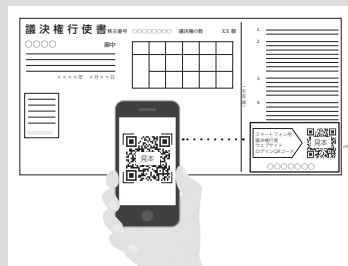 議決権行使書 株主番号 ○○○○○○○○ 議決権の数 XX 個
○○○○ 御中
××××年 ×月××日
○○○○○○○
1.
2.
3.
4.
見本
スマートフォン用
議決権行使
ウェブサイト
ログインQRコード
見本
○○○○○○○